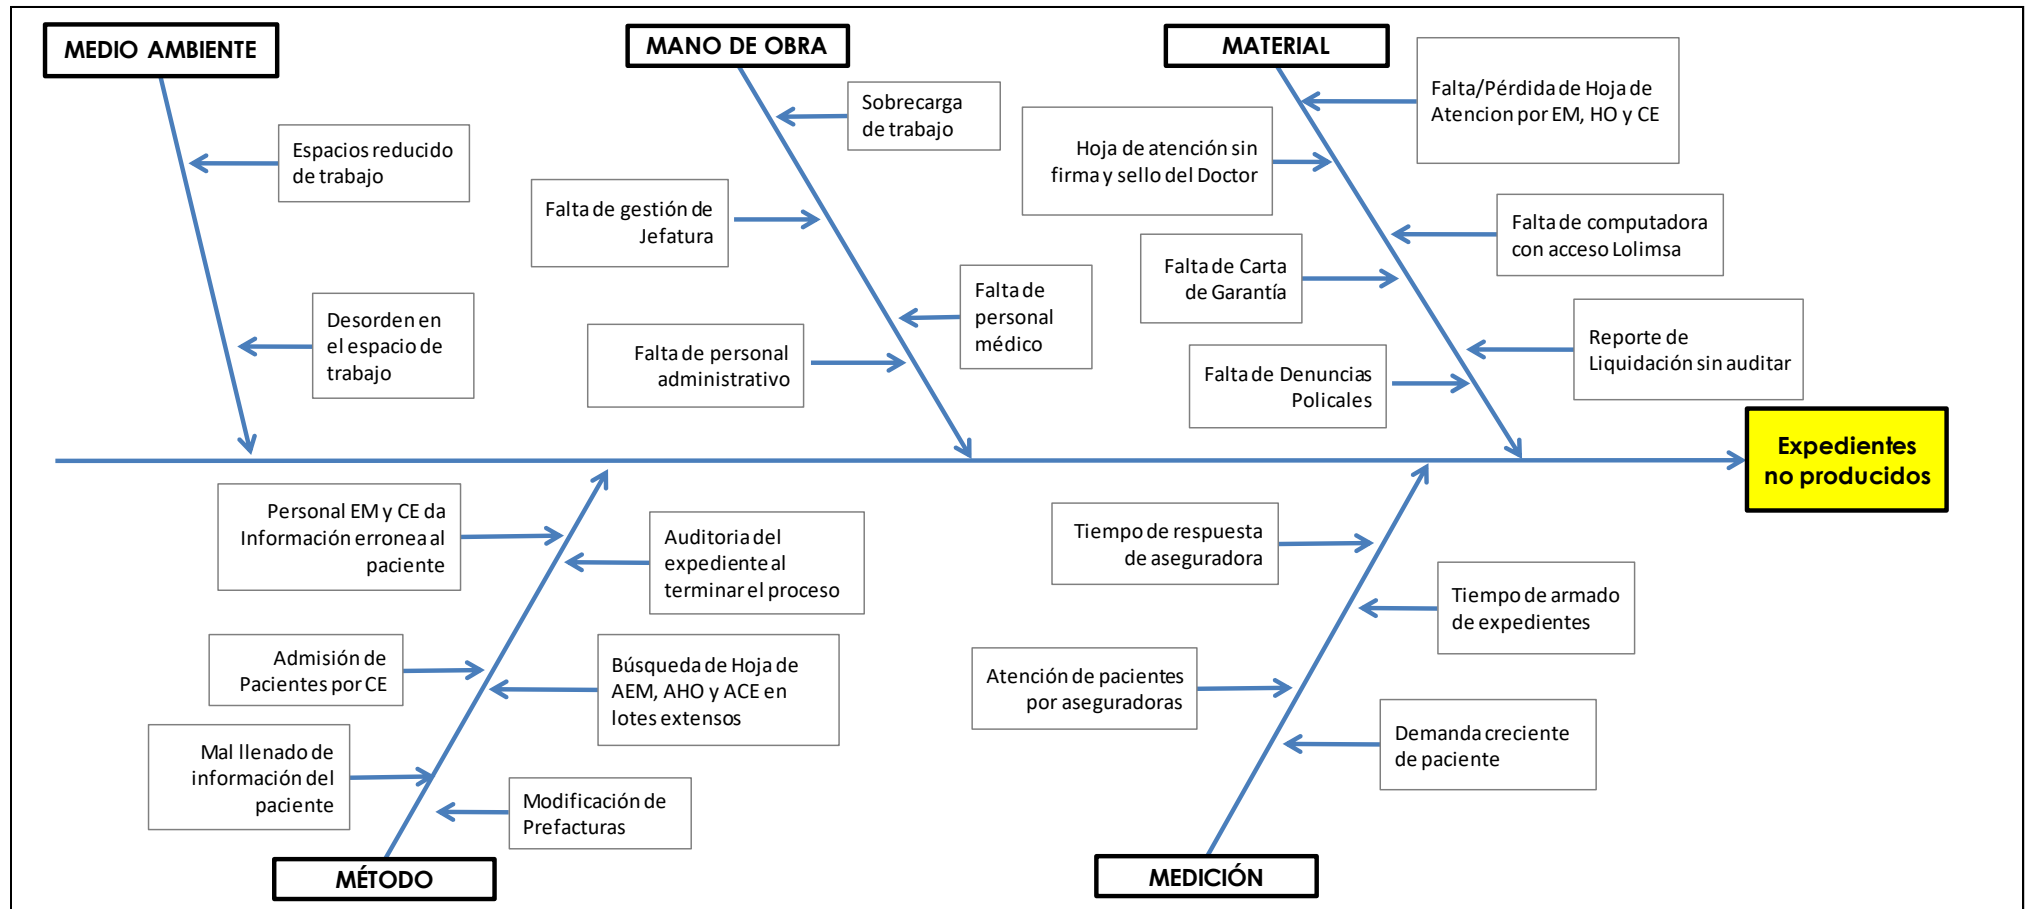 MEDIO AMBIENTE
MANO DE OBRA
MATERIAL
Espacios reducido
de trabajo
Desorden en
el espacio de
trabajo
Sobrecarga
de trabajo
Falta de gestión de
Jefatura
Falta de
personal
médico
Falta de personal
administrativo
Falta/Pérdida de Hoja de
Atencion por EM, HO y CE
Hoja de atención sin
firma y sello del Doctor
Falta de computadora
con acceso Lolimsa
Falta de Carta
de Garantía
Reporte de
Liquidación sin auditar
Falta de Denuncias
Policales
Expedientes
no producidos
Personal EM y CE da
Información erronea al
paciente
Auditoria del
expediente al
terminar el proceso
Admisión de
Pacientes por CE
Búsqueda de Hoja de
AEM, AHO y ACE en
lotes extensos
Mal llenado de
información del
paciente
Modificación de
Prefacturas
MÉTODO
Tiempo de respuesta
de aseguradora
Tiempo de armado
de expedientes
Atención de pacientes
por aseguradoras
Demanda creciente
de paciente
MEDICIÓN